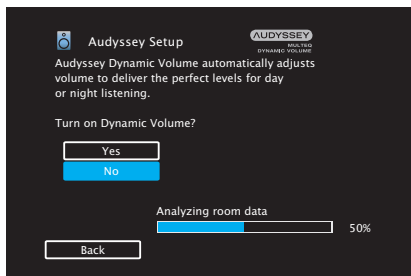 Audyssey Setup
AUDYSSEY
MULTEQ
DYNAMIC VOLUME
Audyssey Dynamic Volume automatically adjusts
volume to deliver the perfect levels for day
or night listening.
Turn on Dynamic Volume?
Yes
No
Analyzing room data
50%
Back